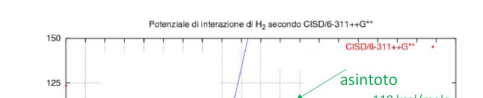 Potenziale di interazione di H₂ secondo CISD/6-311++G**
150
CISD/6-311++G**
asintoto
125